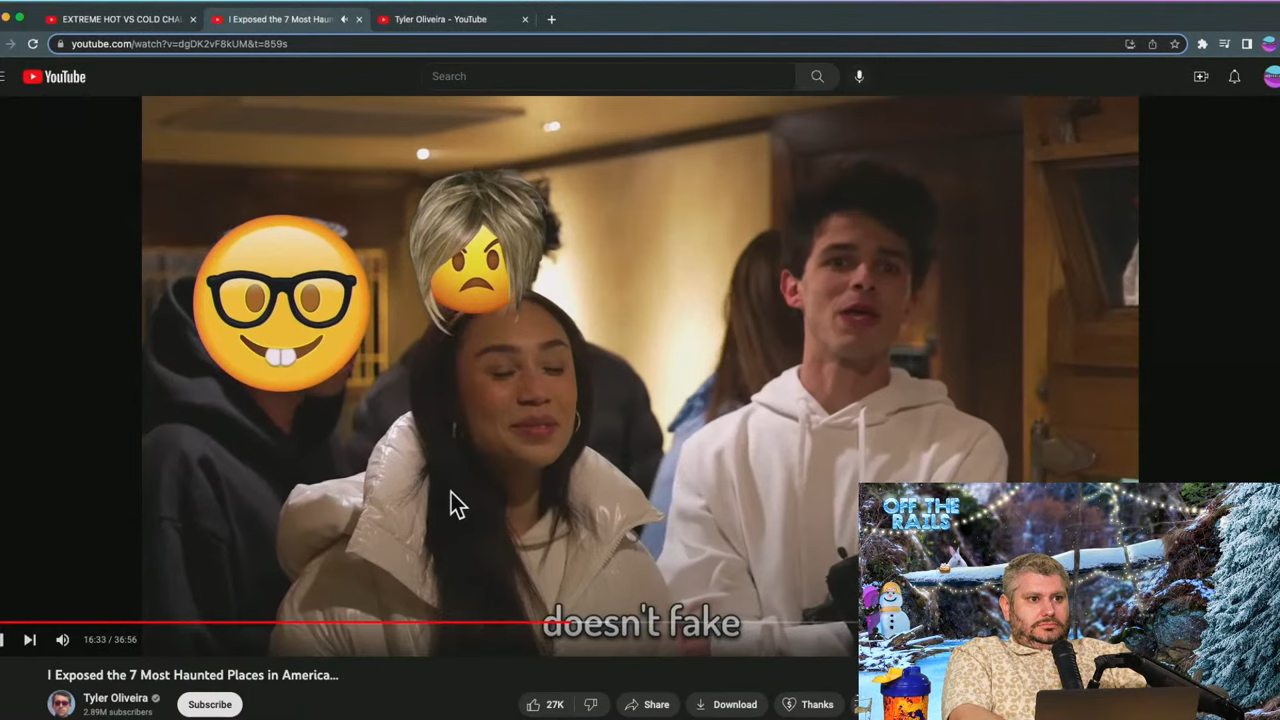 EXTREME HOT VS COLD CHAL
I Exposed the 7 Most Haun
Tyler Oliveira - YouTube
youtube.com/watch?v=dgDK2vF8kUM&t=859s
YouTube
Search
OFF THE
RAILS
doesn't fake
16:33 / 36:56
I Exposed the 7 Most Haunted Places in America...
Tyler Oliveira
2.89M subscribers
Subscribe
27K
Share
Download
Thanks